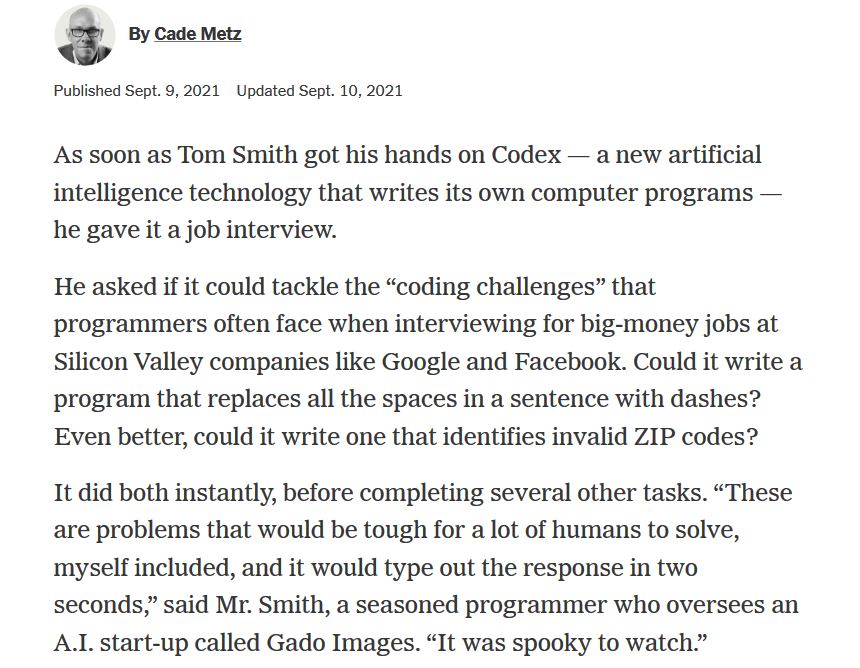 By Cade Metz
Published Sept. 9, 2021 Updated Sept. 10, 2021
As soon as Tom Smith got his hands on Codex — a new artificial
intelligence technology that writes its own computer programs —
he gave it a job interview.
He asked if it could tackle the “coding challenges” that
programmers often face when interviewing for big-money jobs at
Silicon Valley companies like Google and Facebook. Could it write a
program that replaces all the spaces in a sentence with dashes?
Even better, could it write one that identifies invalid ZIP codes?
It did both instantly, before completing several other tasks. “These
are problems that would be tough for a lot of humans to solve,
myself included, and it would type out the response in two
seconds,” said Mr. Smith, a seasoned programmer who oversees an
A.I. start-up called Gado Images. “It was spooky to watch.”